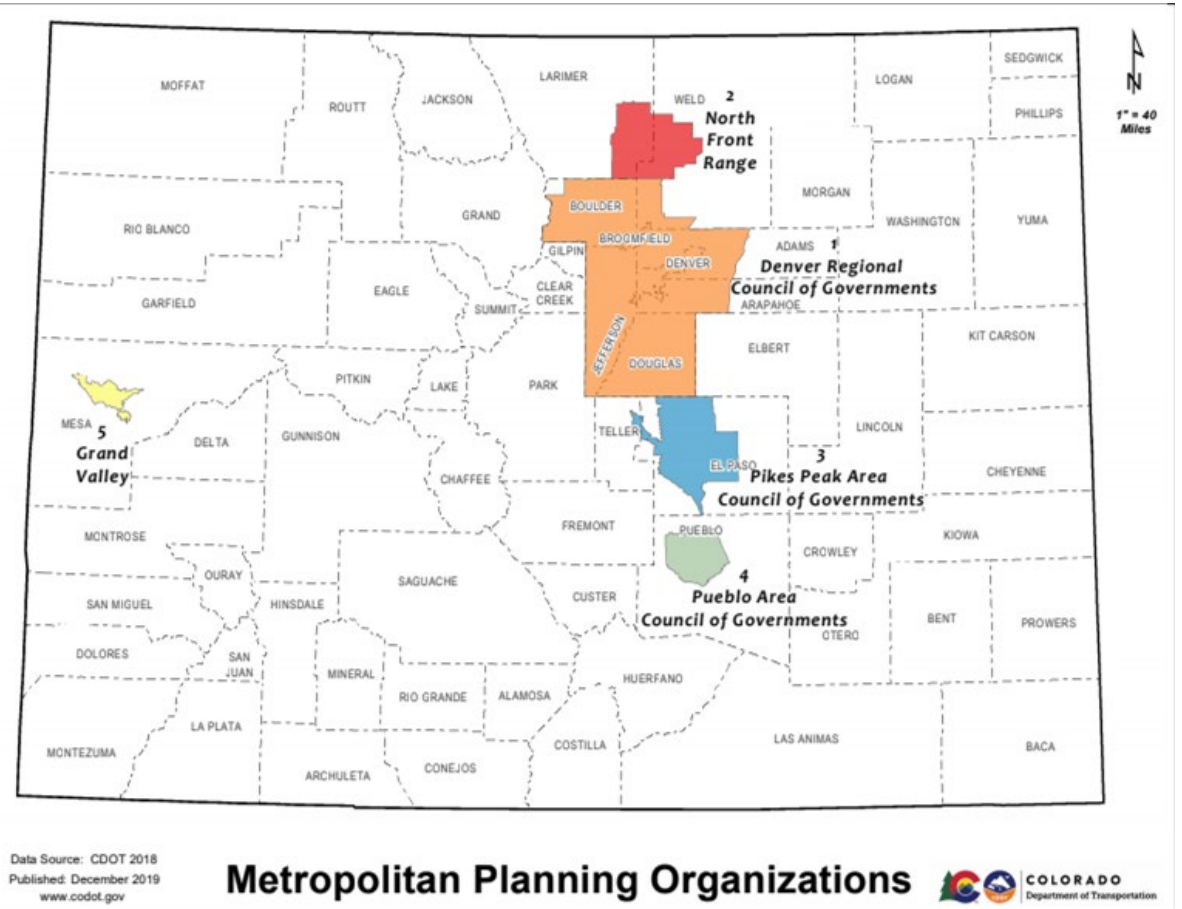 MOFFAT
ROUTT
JACKSON
LARIMER
WELD
LOGAN
SEDGWICK
PHILLIPS
N
1" = 40
Miles
2
North
Front
Range
RIO BLANCO
GRAND
BOULDER
BROOMFIELD
GILPIN
DENVER
MORGAN
WASHINGTON
YUMA
ADAMS
1
Denver Regional
Council of Governments
ARAPAHOE
GARFIELD
EAGLE
SUMMIT
CLEAR
CREEK
JEFFERSON
DOUGLAS
ELBERT
KIT CARSON
PITKIN
LAKE
PARK
MESA
5
Grand
Valley
DELTA
GUNNISON
CHAFFEE
TELLER
EL PASO
LINCOLN
3
Pikes Peak Area
Council of Governments
CHEYENNE
MONTROSE
FREMONT
PUEBLO
CROWLEY
KIOWA
OURAY
SAGUACHE
4
Pueblo Area
Council of Governments
SAN MIGUEL
HINSDALE
CUSTER
OTERO
BENT
PROWERS
DOLORES
SAN
JUAN
MINERAL
RIO GRANDE
ALAMOSA
HUERFANO
LA PLATA
MONTEZUMA
ARCHULETA
CONEJOS
COSTILLA
LAS ANIMAS
BACA
Data Source: CDOT 2018
Published: December 2019
www.codot.gov
Metropolitan Planning Organizations
COLORADO
Department of Transportation